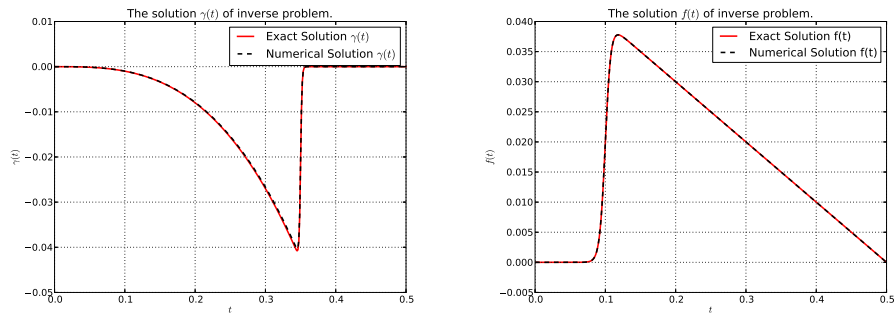 The solution γ(t) of inverse problem.
0.01
0.00
−0.01
−0.02
−0.03
−0.04
−0.05
γ(t)
Exact Solution γ(t)
Numerical Solution γ(t)
0.0 0.1 0.2 0.3 0.4 0.5
t
The solution f(t) of inverse problem.
0.040
0.035
0.030
0.025
0.020
0.015
0.010
0.005
0.000
−0.005
f(t)
Exact Solution f(t)
Numerical Solution f(t)
0.0 0.1 0.2 0.3 0.4 0.5
t